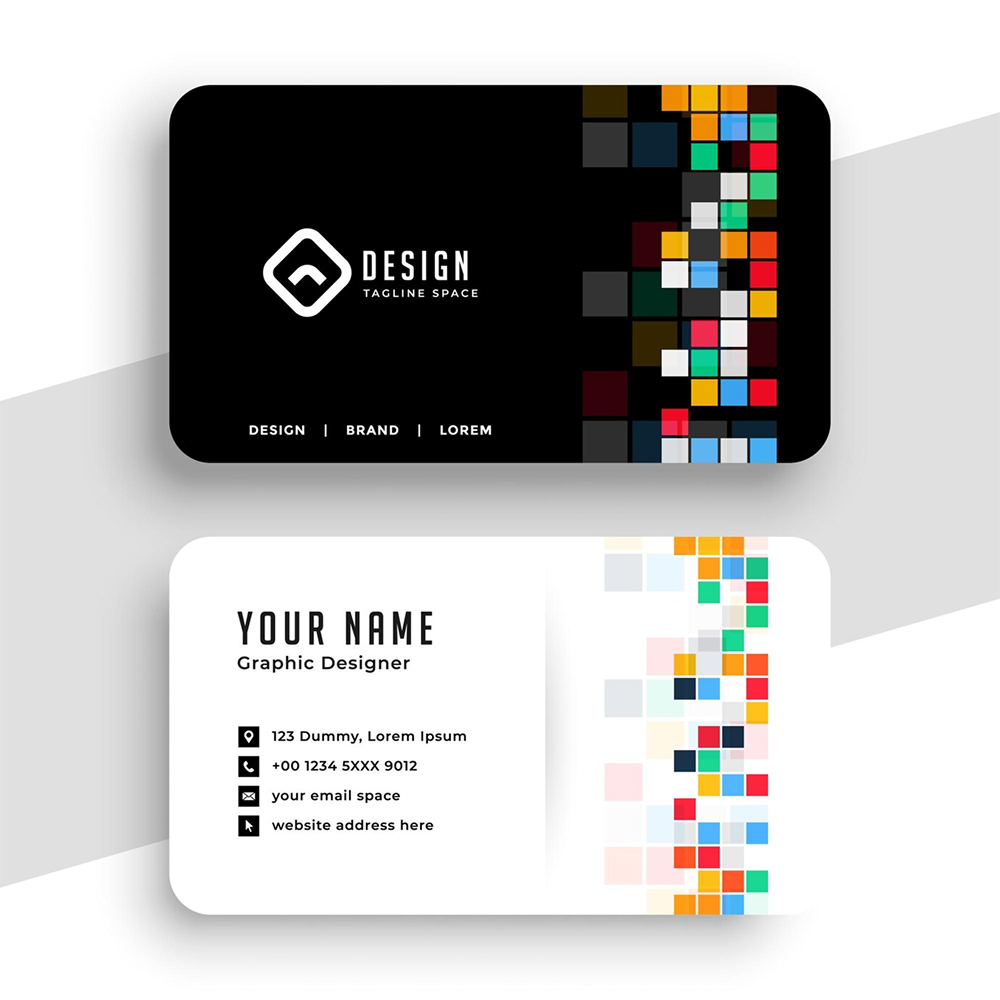 DESIGN
TAGLINE SPACE
DESIGN | BRAND | LOREM
YOUR NAME
Graphic Designer
123 Dummy, Lorem Ipsum
+00 1234 5XXX 9012
your email space
website address here